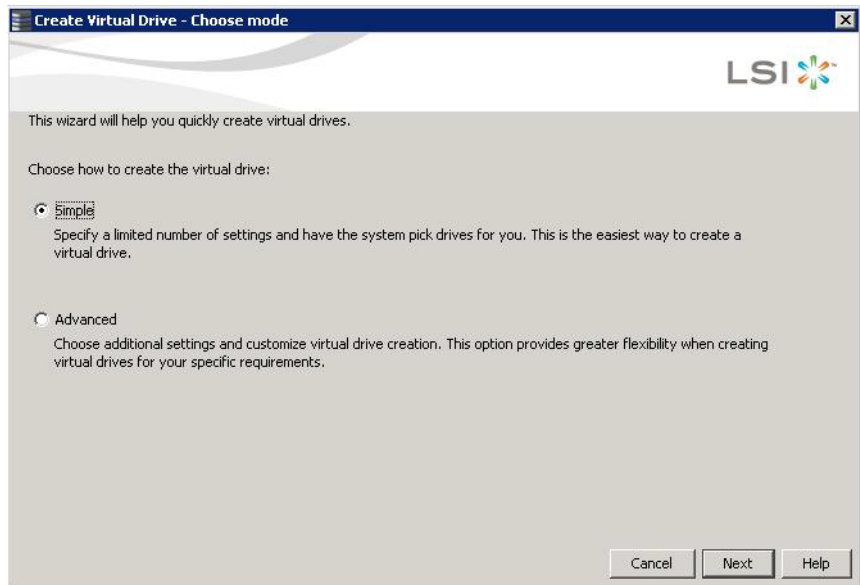 Create Virtual Drive - Choose mode
LSI
This wizard will help you quickly create virtual drives.
Choose how to create the virtual drive:
Simple
Specify a limited number of settings and have the system pick drives for you. This is the easiest way to create a
virtual drive.
Advanced
Choose additional settings and customize virtual drive creation. This option provides greater flexibility when creating
virtual drives for your specific requirements.
Cancel Next Help